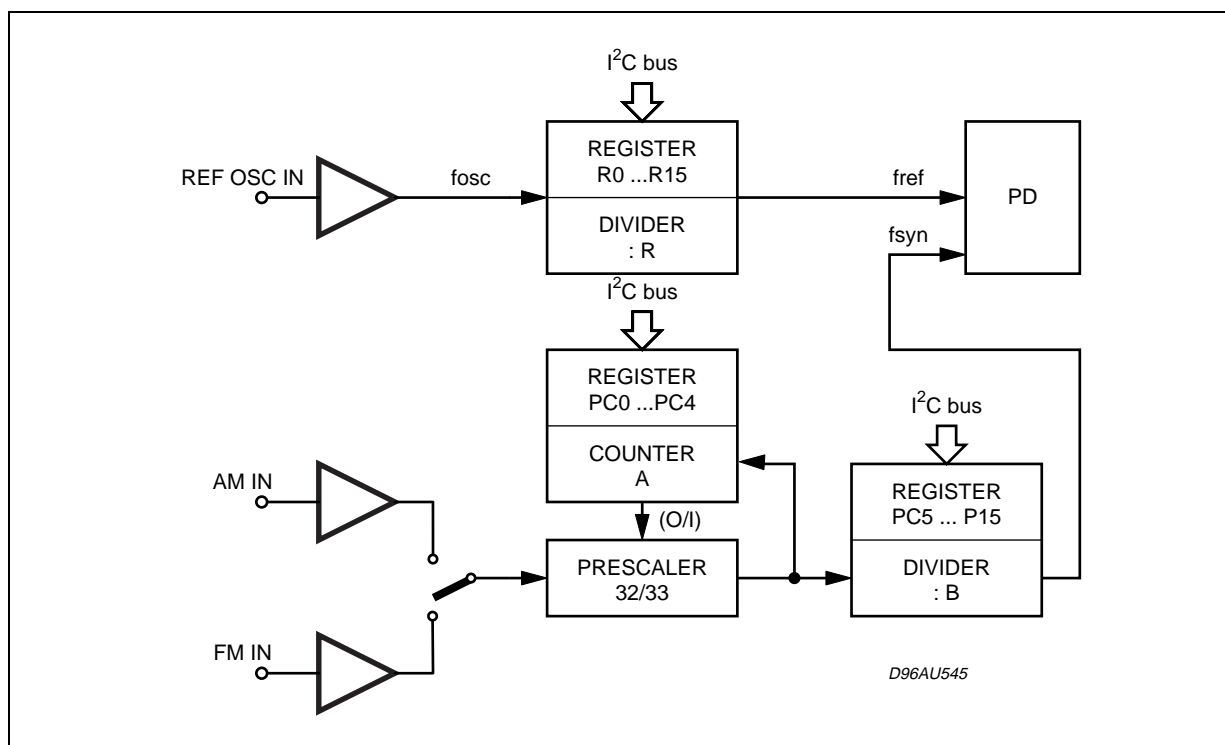 I²C bus
REGISTER
R0 ...R15
DIVIDER
: R
REF OSC IN
fosc
fref
fsyn
PD
I²C bus
REGISTER
PC0 ...PC4
COUNTER
A
(O/I)
AM IN
FM IN
PRESCALER
32/33
I²C bus
REGISTER
PC5 ... P15
DIVIDER
: B
D96AU545